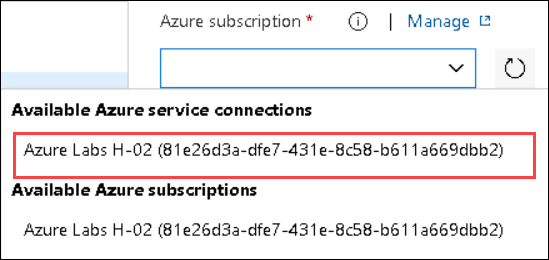 Azure subscription * | Manage
Available Azure service connections
Azure Labs H-02 (81e26d3a-dfe7-431e-8c58-b611a669dbb2)
Available Azure subscriptions
Azure Labs H-02 (81e26d3a-dfe7-431e-8c58-b611a669dbb2)